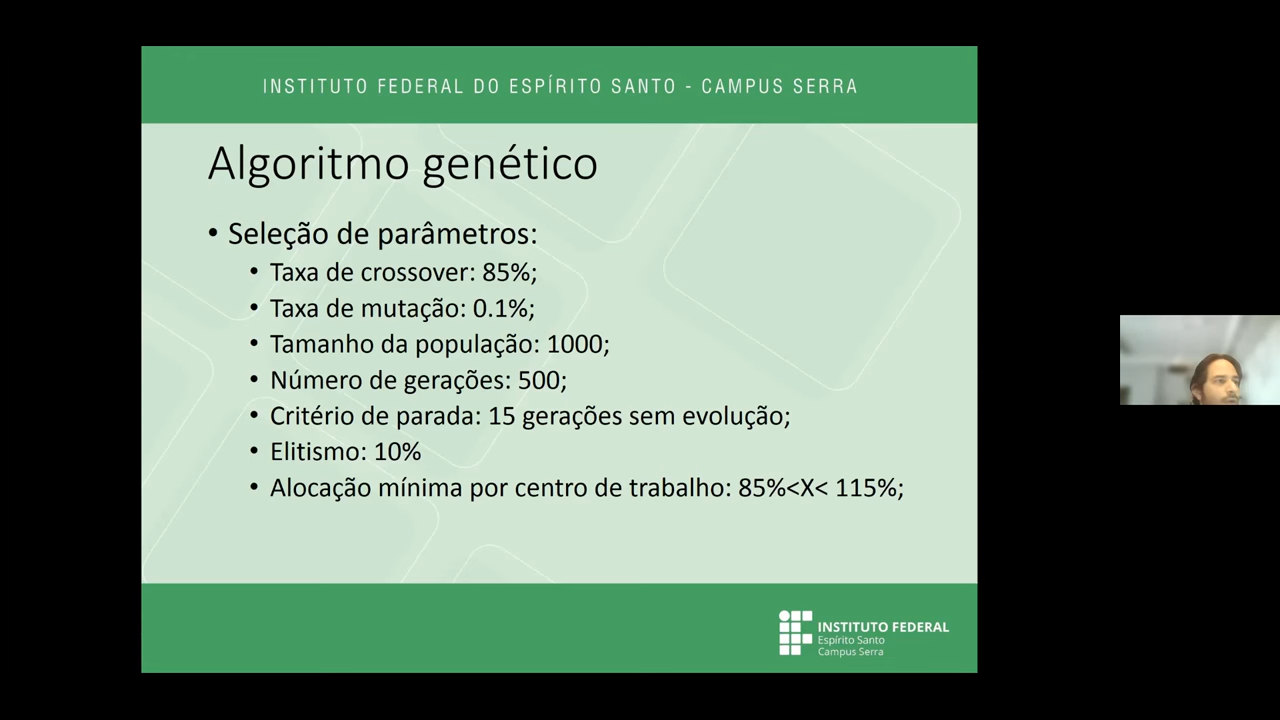 INSTITUTO FEDERAL DO ESPÍRITO SANTO - CAMPUS SERRA
Algoritmo genético
• Seleção de parâmetros:
• Taxa de crossover: 85%;
• Taxa de mutação: 0.1%;
• Tamanho da população: 1000;
• Número de gerações: 500;
• Critério de parada: 15 gerações sem evolução;
• Elitismo: 10%
• Alocação mínima por centro de trabalho: 85%<X< 115%;
INSTITUTO FEDERAL
Espírito Santo
Campus Serra